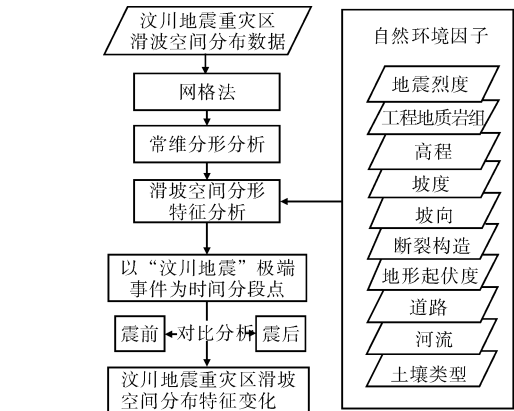 汶川地震重灾区
滑波空间分布数据
网格法
常维分形分析
滑坡空间分形
特征分析
以“汶川地震”极端
事件为时间分段点
震前
对比分析
震后
汶川地震重灾区滑坡
空间分布特征变化
自然环境因子
地震烈度
工程地质岩组
高程
坡度
坡向
断裂构造
地形起伏度
道路
河流
土壤类型